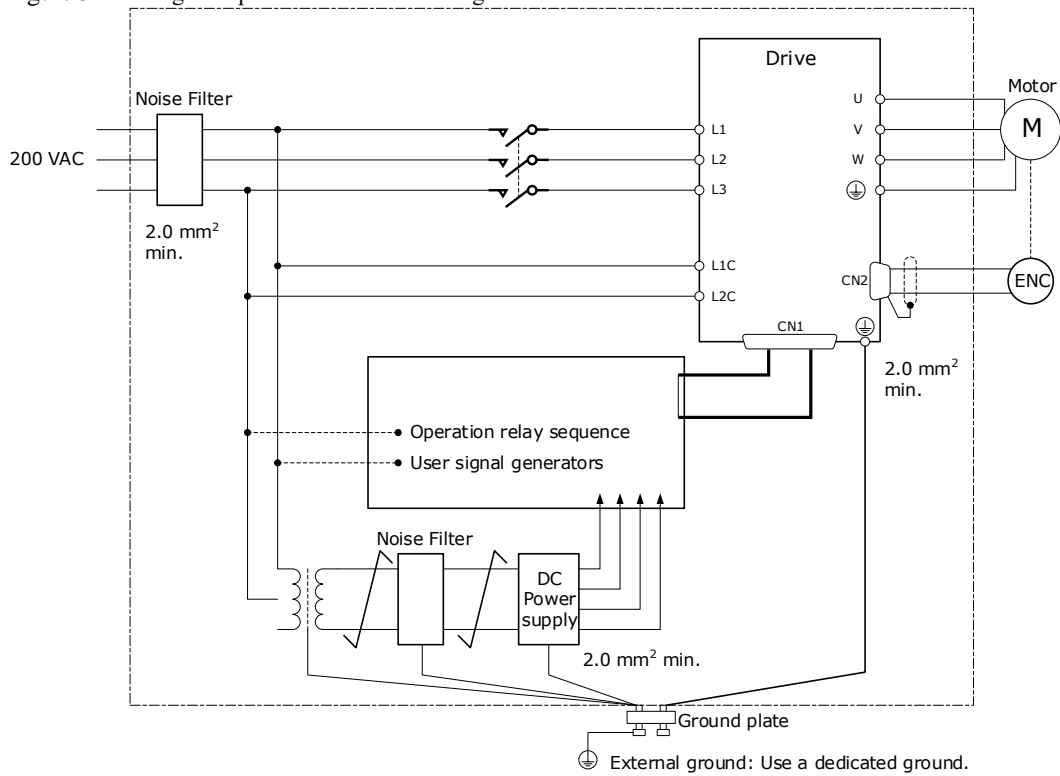 Drive
Noise Filter
Motor
200 VAC
U
V
W
M
L1
L2
L3
2.0 mm²
min.
L1C
L2C
CN2
ENC
CN1
2.0 mm²
min.
Operation relay sequence
User signal generators
Noise Filter
DC
Power
supply
2.0 mm² min.
Ground plate
External ground: Use a dedicated ground.